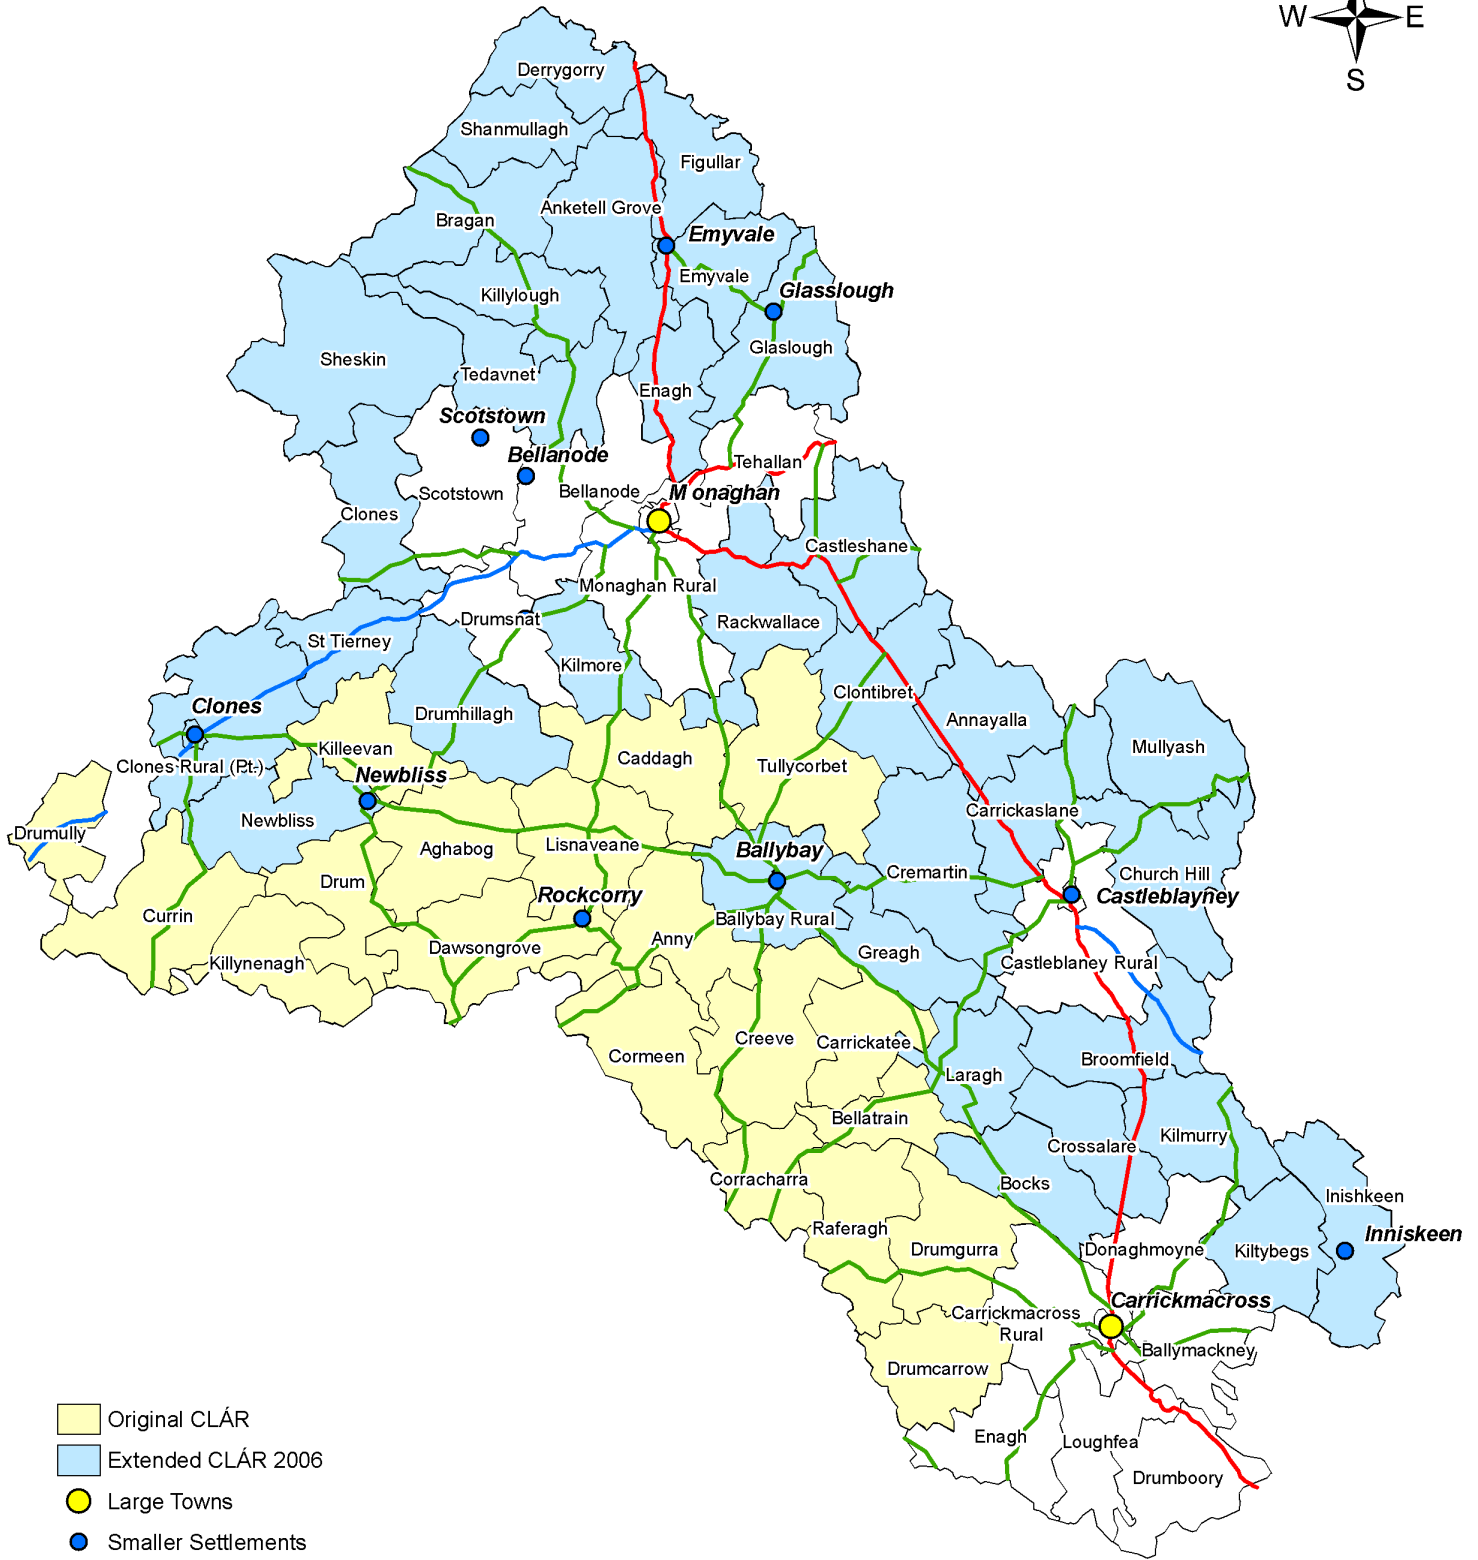 W E
S
Derrygorry
Shanmullagh
Figullar
Anketell Grove
Bragan
Emyvale
Emyvale
Glasslough
Killylough
Glaslough
Sheskin
Tedavnet
Enagh
Scotstown
Bellanode
Tehallan
Scotstown
Bellanode
Monaghan
Clones
Castleshane
Monaghan Rural
Drumsnat
Rackwallace
St Tierney
Kilmore
Clontibret
Clones
Drumhillagh
Annayalla
Killeevan
Mullyash
Caddagh
Clones Rural (Pt.)
Tullycorbet
Newbliss
Carrickaslane
Newbliss
Drumully
Lisnaveane
Aghabog
Ballybay
Cremartin
Church Hill
Drum
Rockcorry
Castleblayney
Currin
Ballybay Rural
Anny
Dawsongrove
Greagh
Killynenagh
Castleblaney Rural
Creeve
Carrickatee
Cormeen
Broomfield
Laragh
Bellatrain
Kilmurry
Crossalare
Corracharra
Bocks
Inishkeen
Raferagh
Inniskeen
Drumgurra
Donaghmoyne
Kiltybegs
Carrickmacross
Carrickmacross
Rural
Ballymackney
Drumcarrow
Original CLÁR
Enagh
Loughfea
Extended CLÁR 2006
Drumboory
Large Towns
Smaller Settlements